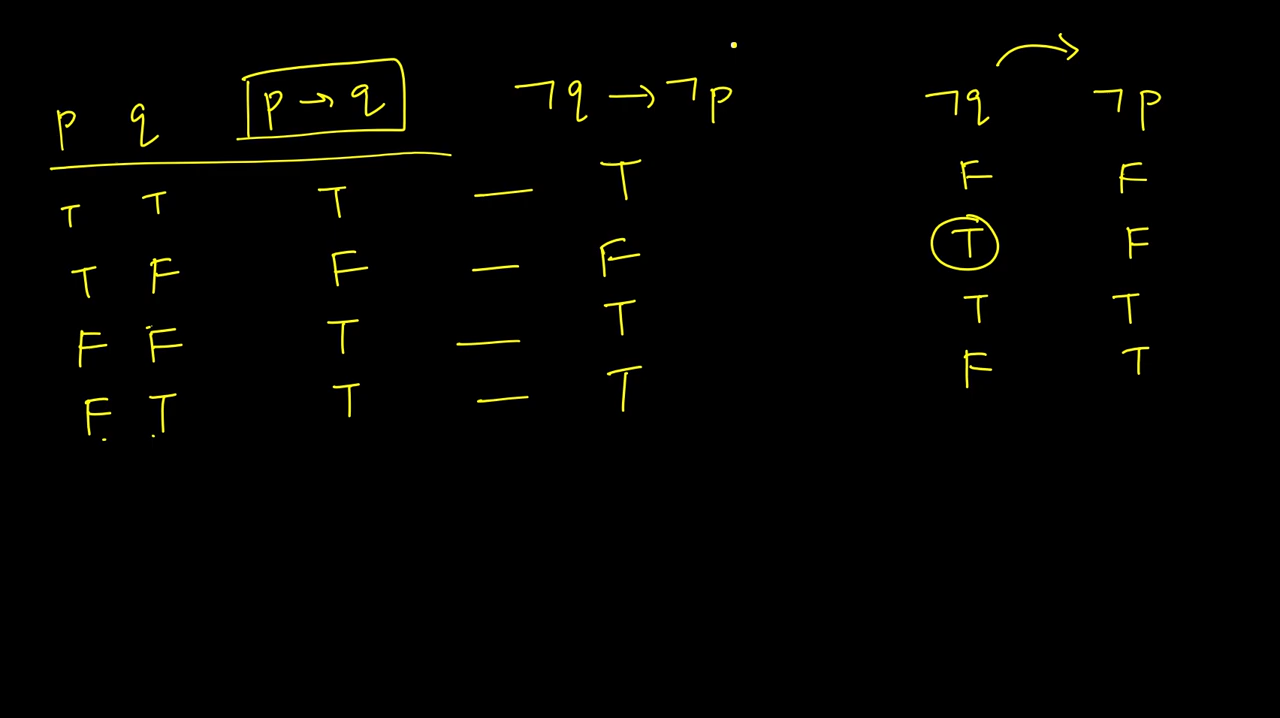 p q p → q ¬q → ¬p ¬q ¬p
T T T — T F F
T F F — F T F
F F T — T T T
F T T — T F T